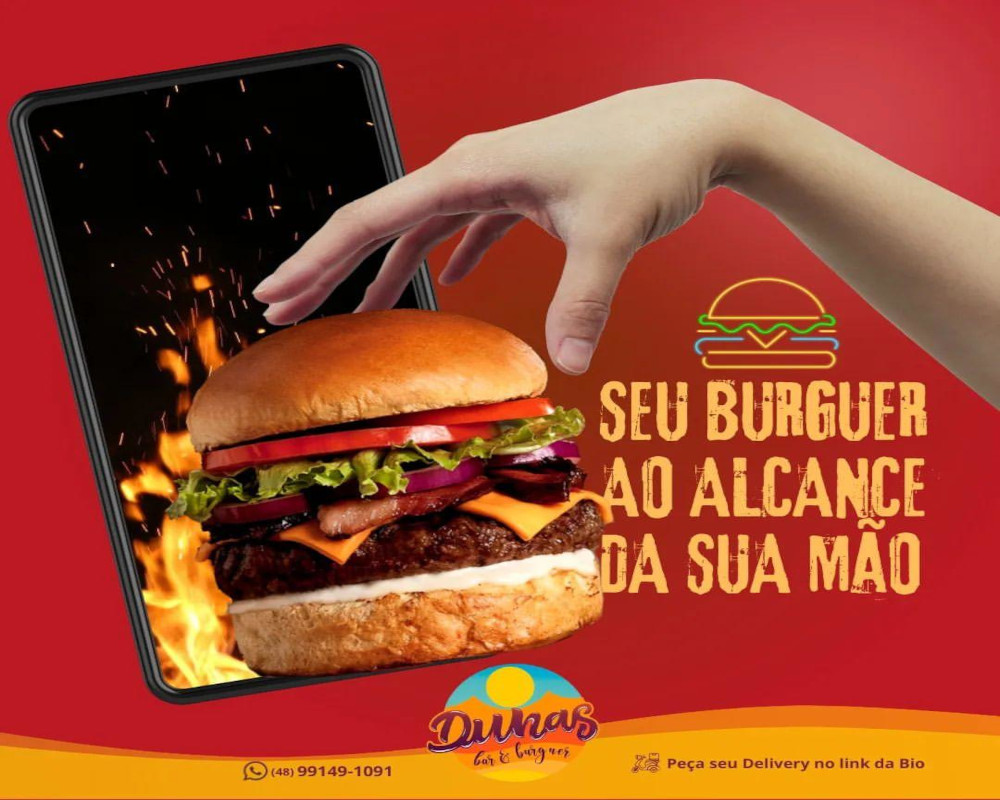 SEU BURGUER
AO ALCANCE
DA SUA MÃO
Dunas
bar & burguer
(48) 99149-1091
Peça seu Delivery no link da Bio